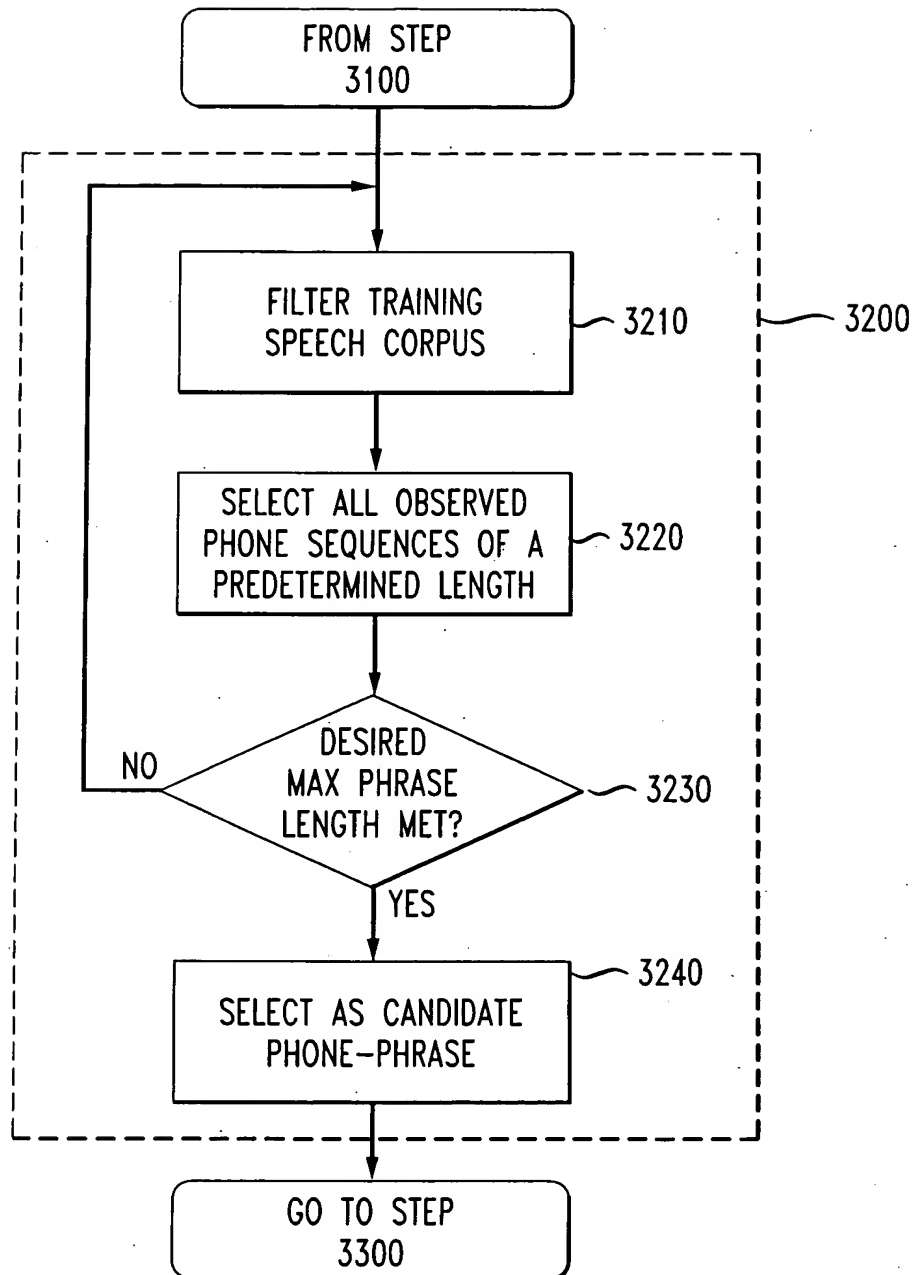 FROM STEP
3100
FILTER TRAINING
SPEECH CORPUS
3210
3200
SELECT ALL OBSERVED
PHONE SEQUENCES OF A
PREDETERMINED LENGTH
3220
NO
DESIRED
MAX PHRASE
LENGTH MET?
3230
YES
3240
SELECT AS CANDIDATE
PHONE-PHRASE
GO TO STEP
3300